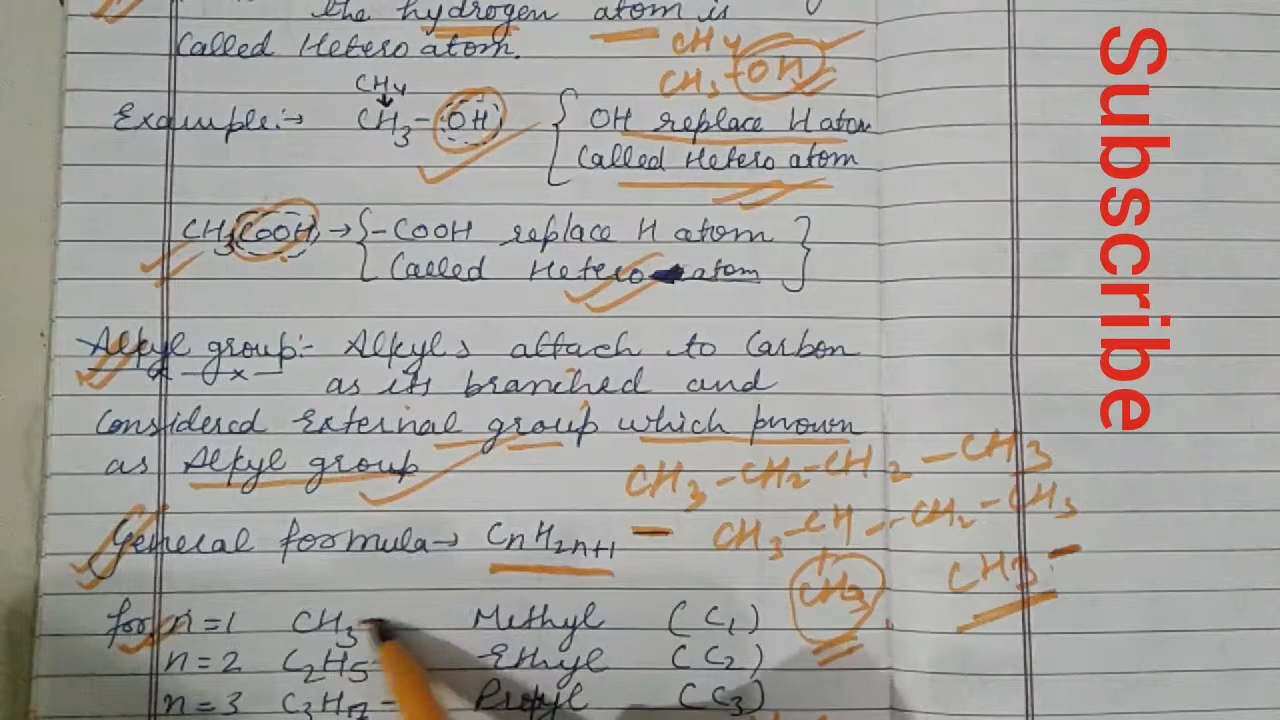 the hydrogen atom is
Called Hetero atom.
CH4
CH3-OH
CH4
Example:→ CH3-OH { OH replace H atom
Called Hetero atom
CH3COOH → { -COOH replace H atom }
Called Hetero atom
Alkyl group:- Alkyls attach to Carbon
as its branched and
Considered External group which known
as Alkyl group
CH3-CH2-CH2-CH3
General formula→ CnH2n+1 -
CH3-CH-CH2-CH3
CH3
CH3-
for n=1 CH3- Methyl (C1)
n=2 C2H5- Ethyl (C2)
n=3 C3H7- Propyl (C3)
Subscribe